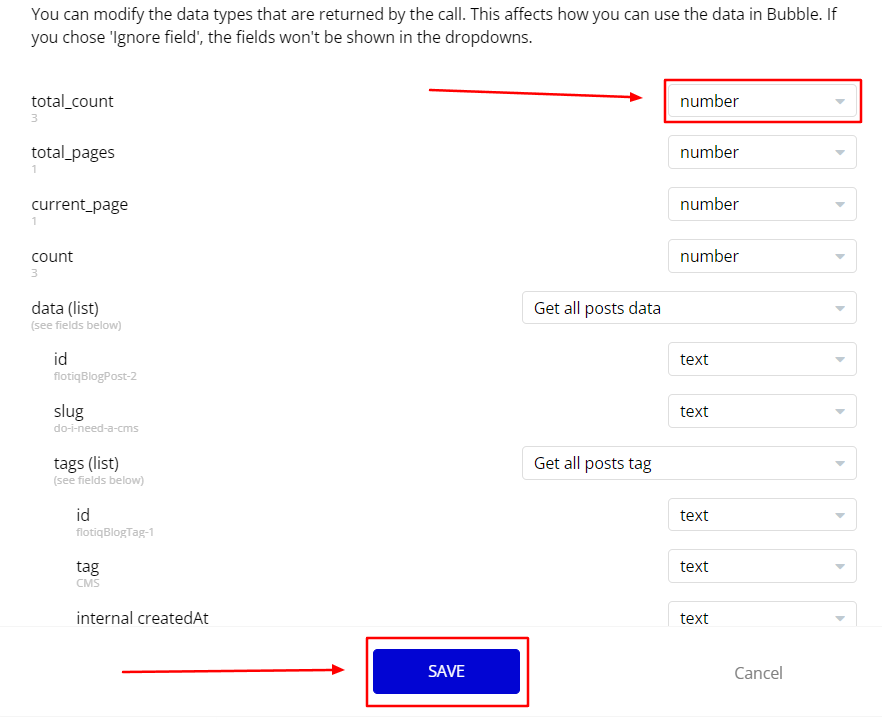 You can modify the data types that are returned by the call. This affects how you can use the data in Bubble. If
you chose 'Ignore field', the fields won't be shown in the dropdowns.
total_count
number
3
total_pages
number
1
current_page
number
1
count
number
3
data (list)
Get all posts data
(see fields below)
id
text
flotiqBlogPost-2
slug
text
do-i-need-a-cms
tags (list)
Get all posts tag
(see fields below)
id
text
flotiqBlogTag-1
tag
text
CMS
internal createdAt
text
SAVE
Cancel